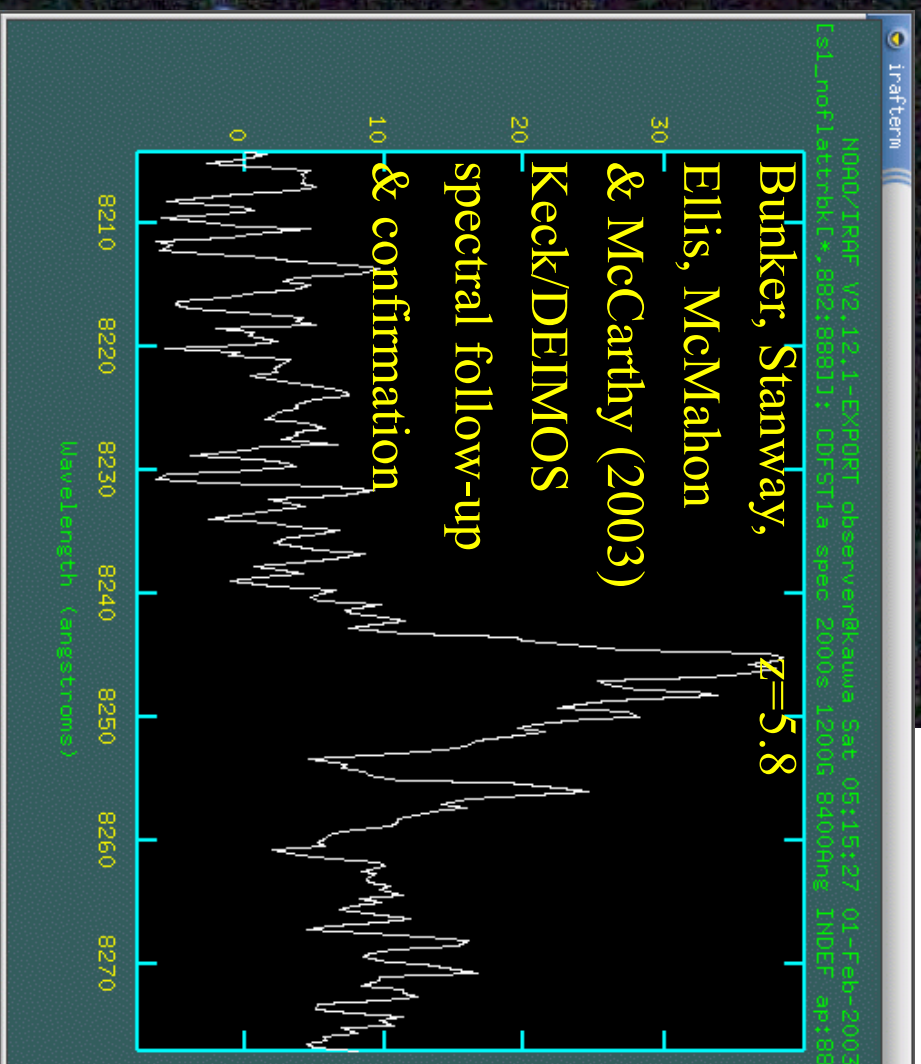 irafterm
NOAO/IRAF V2.12.1-EXPORT observer@kauwa Sat 05:15:27 01-Feb-2003
[s1_noflattrbk[*,882:888]]: CDFST1a spec 2000s 1200G 8400Ang INDEF ap:88
Bunker, Stanway,
z=5.8
Ellis, McMahon
& McCarthy (2003)
Keck/DEIMOS
spectral follow-up
& confirmation
30
20
10
0
8210 8220 8230 8240 8250 8260 8270
Wavelength (angstroms)